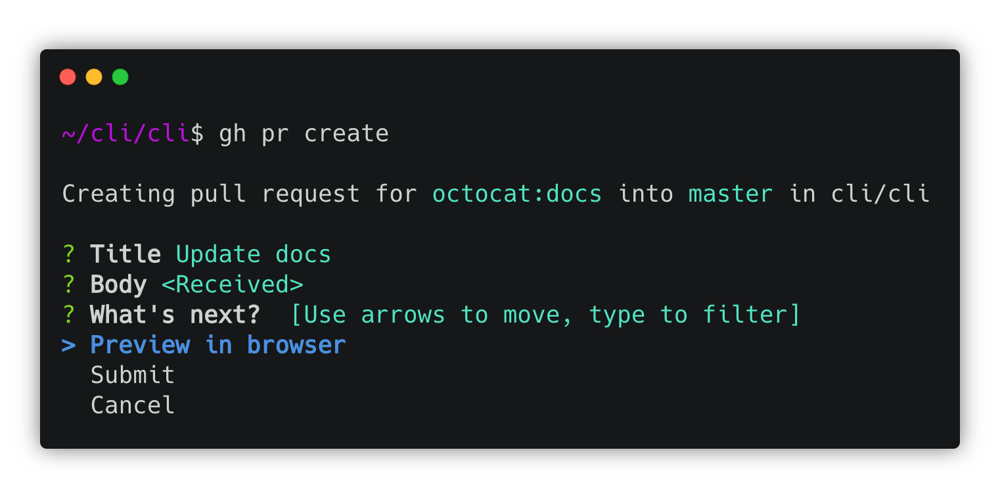 ~/cli/cli$ gh pr create
Creating pull request for octocat:docs into master in cli/cli
? Title Update docs
? Body <Received>
? What's next?  [Use arrows to move, type to filter]
> Preview in browser
  Submit
  Cancel